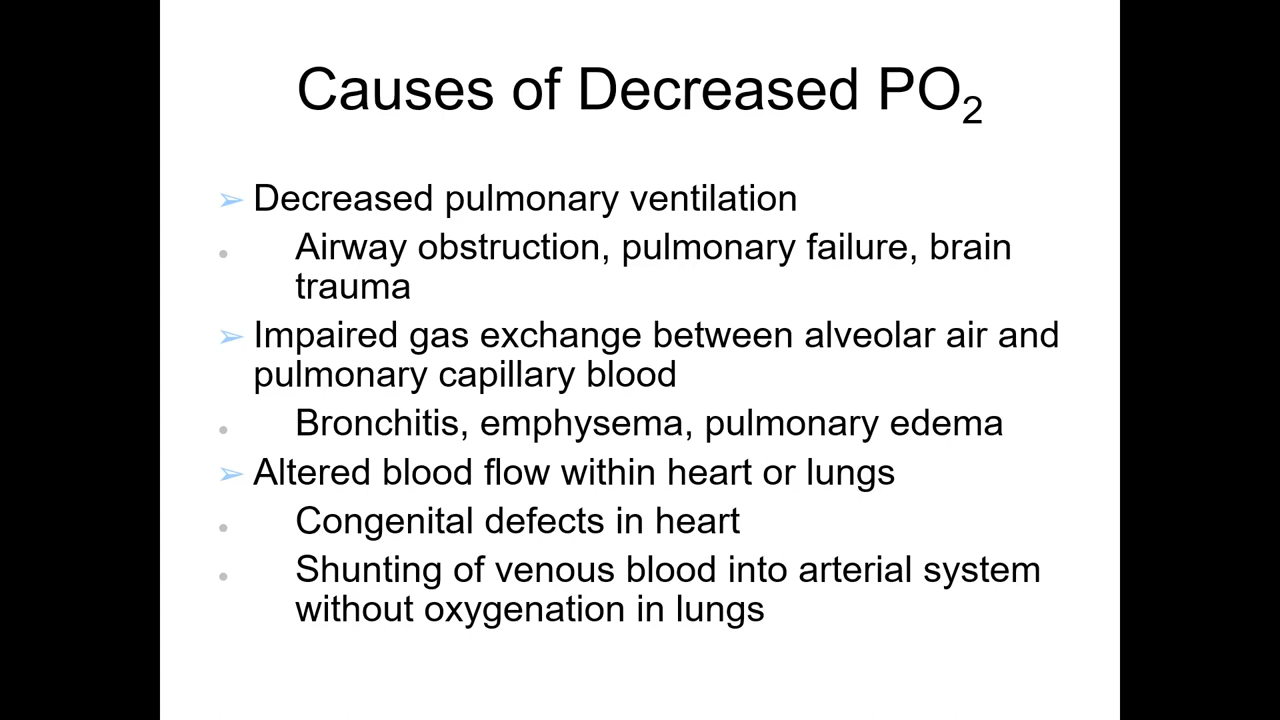 Causes of Decreased PO₂
➢ Decreased pulmonary ventilation
• Airway obstruction, pulmonary failure, brain
trauma
➢ Impaired gas exchange between alveolar air and
pulmonary capillary blood
• Bronchitis, emphysema, pulmonary edema
➢ Altered blood flow within heart or lungs
• Congenital defects in heart
• Shunting of venous blood into arterial system
without oxygenation in lungs